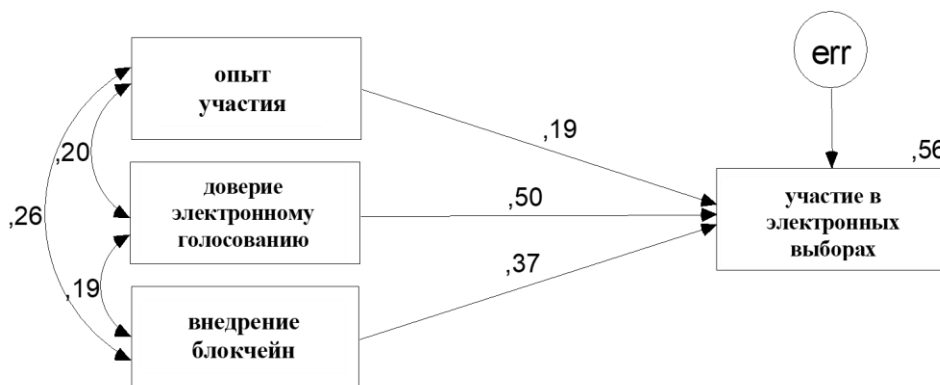 опыт
участия
err
,19
,20
,56
доверие
электронному
голосованию
,50
участие в
электронных
выборах
,26
,37
,19
внедрение
блокчейн